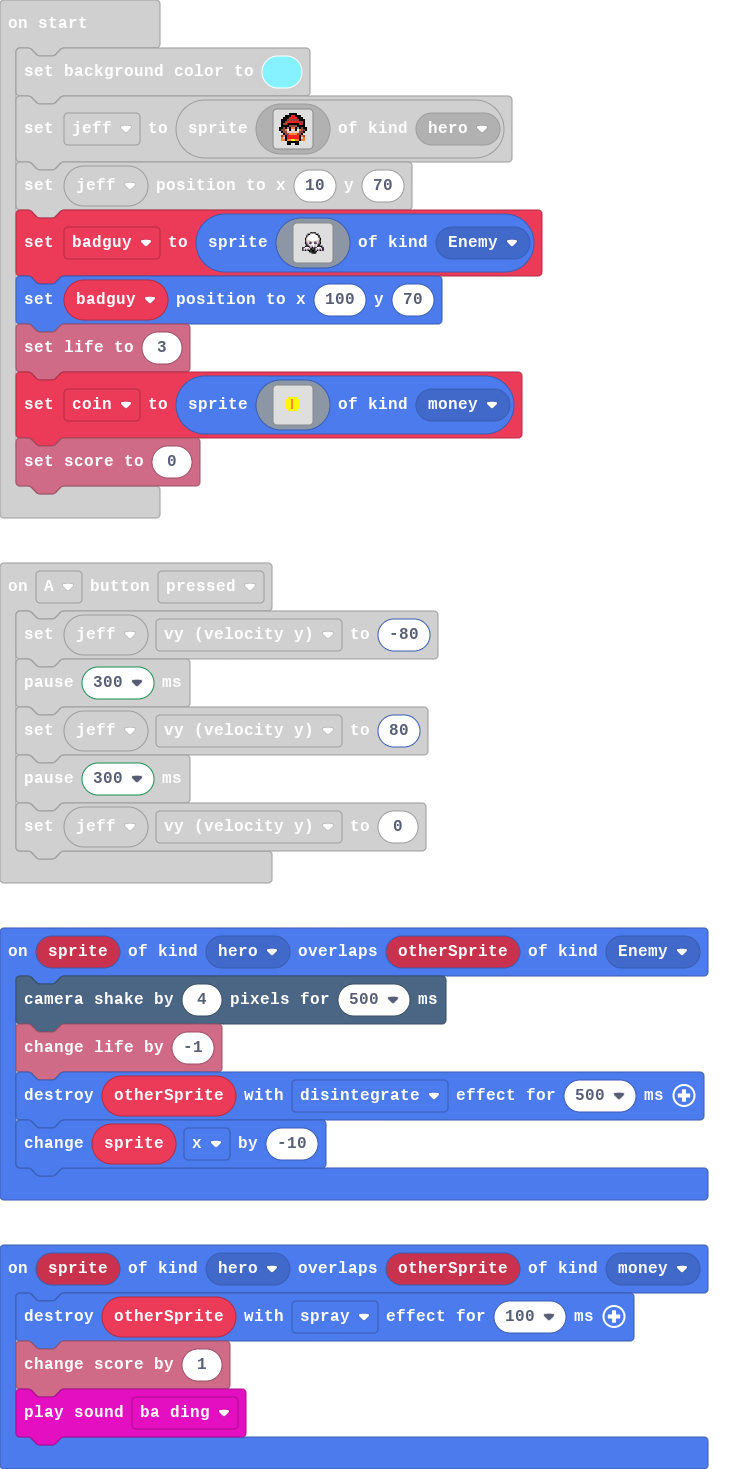 on start
set background color to
set jeff to sprite of kind hero
set jeff position to x 10 y 70
set badguy to sprite of kind Enemy
set badguy position to x 100 y 70
set life to 3
set coin to sprite of kind money
set score to 0
on A button pressed
set jeff vy (velocity y) to -80
pause 300 ms
set jeff vy (velocity y) to 80
pause 300 ms
set jeff vy (velocity y) to 0
on sprite of kind hero overlaps otherSprite of kind Enemy
camera shake by 4 pixels for 500 ms
change life by -1
destroy otherSprite with disintegrate effect for 500 ms
change sprite x by -10
on sprite of kind hero overlaps otherSprite of kind money
destroy otherSprite with spray effect for 100 ms
change score by 1
play sound ba ding